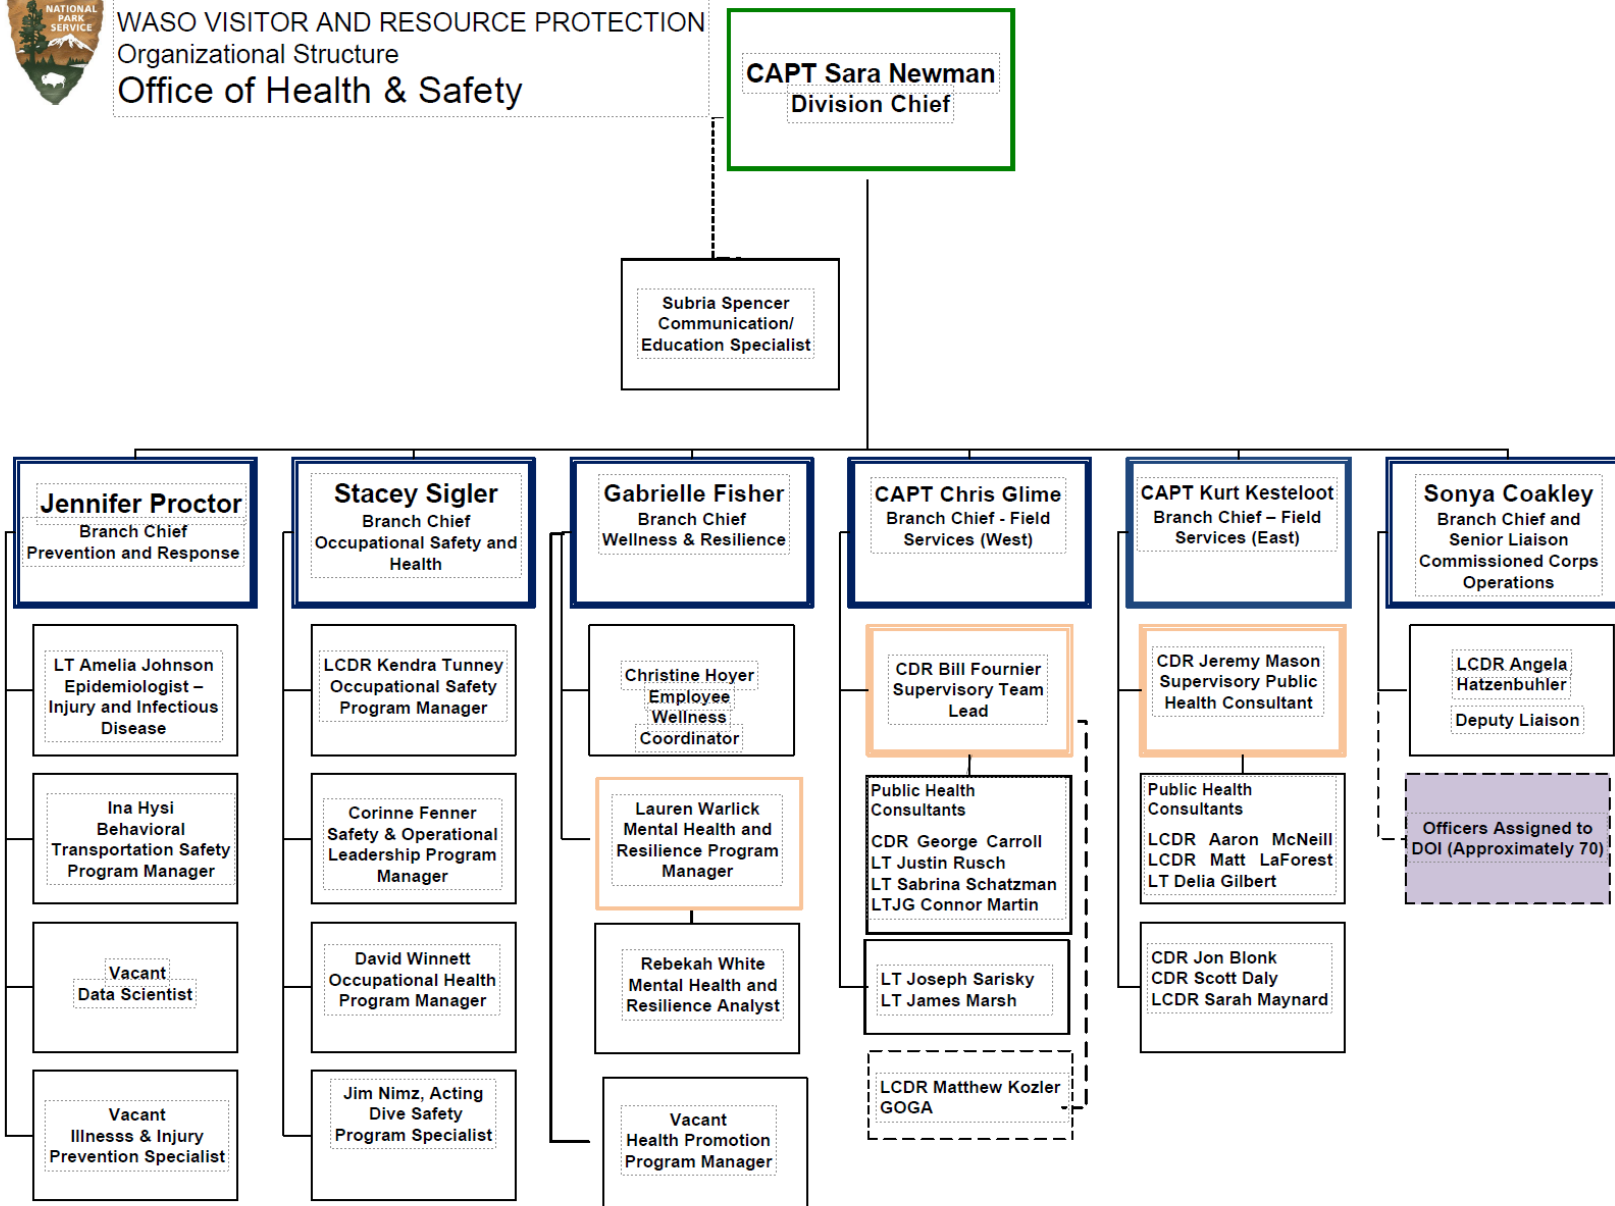 NATIONAL
PARK
SERVICE
WASO VISITOR AND RESOURCE PROTECTION
Organizational Structure
Office of Health & Safety
CAPT Sara Newman
Division Chief
Subria Spencer
Communication/
Education Specialist
Jennifer Proctor
Branch Chief
Prevention and Response
LT Amelia Johnson
Epidemiologist –
Injury and Infectious
Disease
Ina Hysi
Behavioral
Transportation Safety
Program Manager
Vacant
Data Scientist
Vacant
Illnesss & Injury
Prevention Specialist
Stacey Sigler
Branch Chief
Occupational Safety and
Health
LCDR Kendra Tunney
Occupational Safety
Program Manager
Corinne Fenner
Safety & Operational
Leadership Program
Manager
David Winnett
Occupational Health
Program Manager
Jim Nimz, Acting
Dive Safety
Program Specialist
Gabrielle Fisher
Branch Chief
Wellness & Resilience
Christine Hoyer
Employee
Wellness
Coordinator
Lauren Warlick
Mental Health and
Resilience Program
Manager
Rebekah White
Mental Health and
Resilience Analyst
Vacant
Health Promotion
Program Manager
CAPT Chris Glime
Branch Chief - Field
Services (West)
CDR Bill Fournier
Supervisory Team
Lead
Public Health
Consultants
CDR George Carroll
LT Justin Rusch
LT Sabrina Schatzman
LTJG Connor Martin
LT Joseph Sarisky
LT James Marsh
LCDR Matthew Kozler
GOGA
CAPT Kurt Kesteloot
Branch Chief – Field
Services (East)
CDR Jeremy Mason
Supervisory Public
Health Consultant
Public Health
Consultants
LCDR Aaron McNeill
LCDR Matt LaForest
LT Delia Gilbert
CDR Jon Blonk
CDR Scott Daly
LCDR Sarah Maynard
Sonya Coakley
Branch Chief and
Senior Liaison
Commissioned Corps
Operations
LCDR Angela
Hatzenbuhler
Deputy Liaison
Officers Assigned to
DOI (Approximately 70)